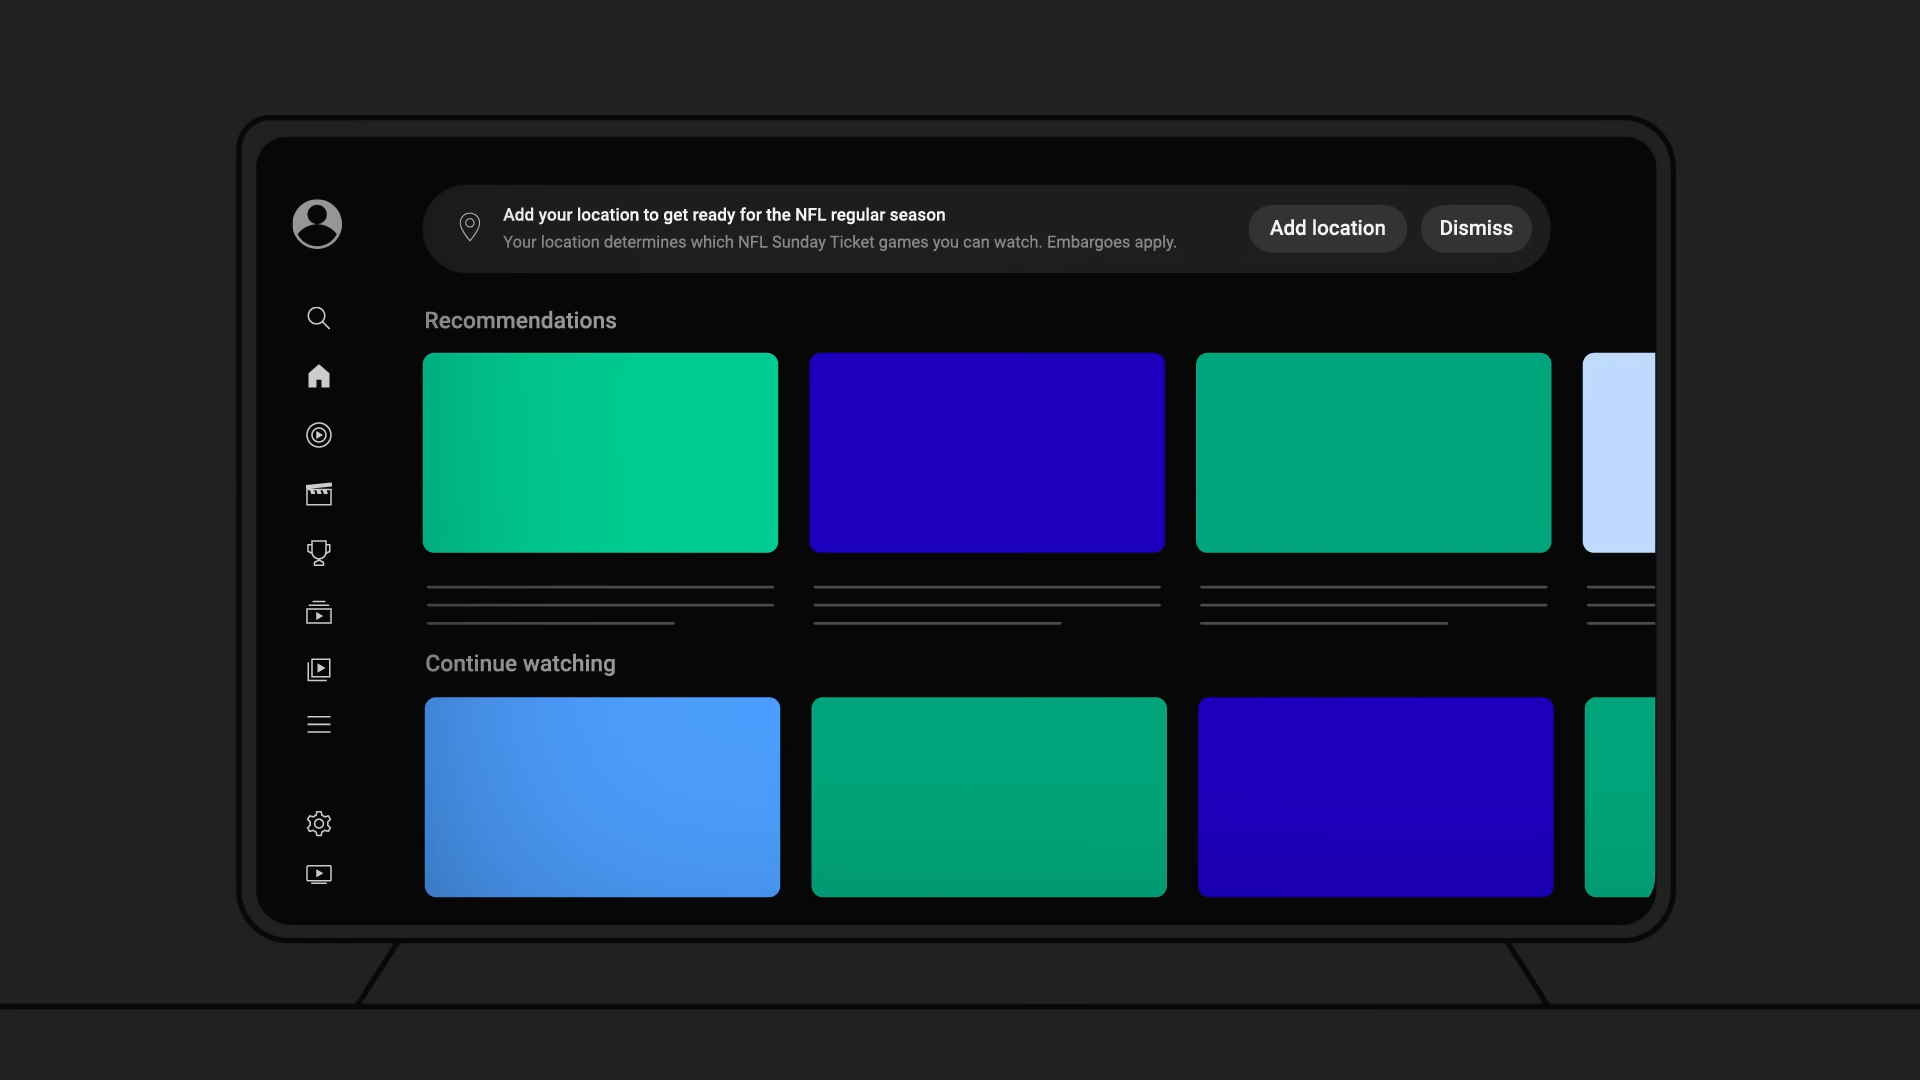 Add your location to get ready for the NFL regular season
Your location determines which NFL Sunday Ticket games you can watch. Embargoes apply.
Add location
Dismiss
Recommendations
Continue watching